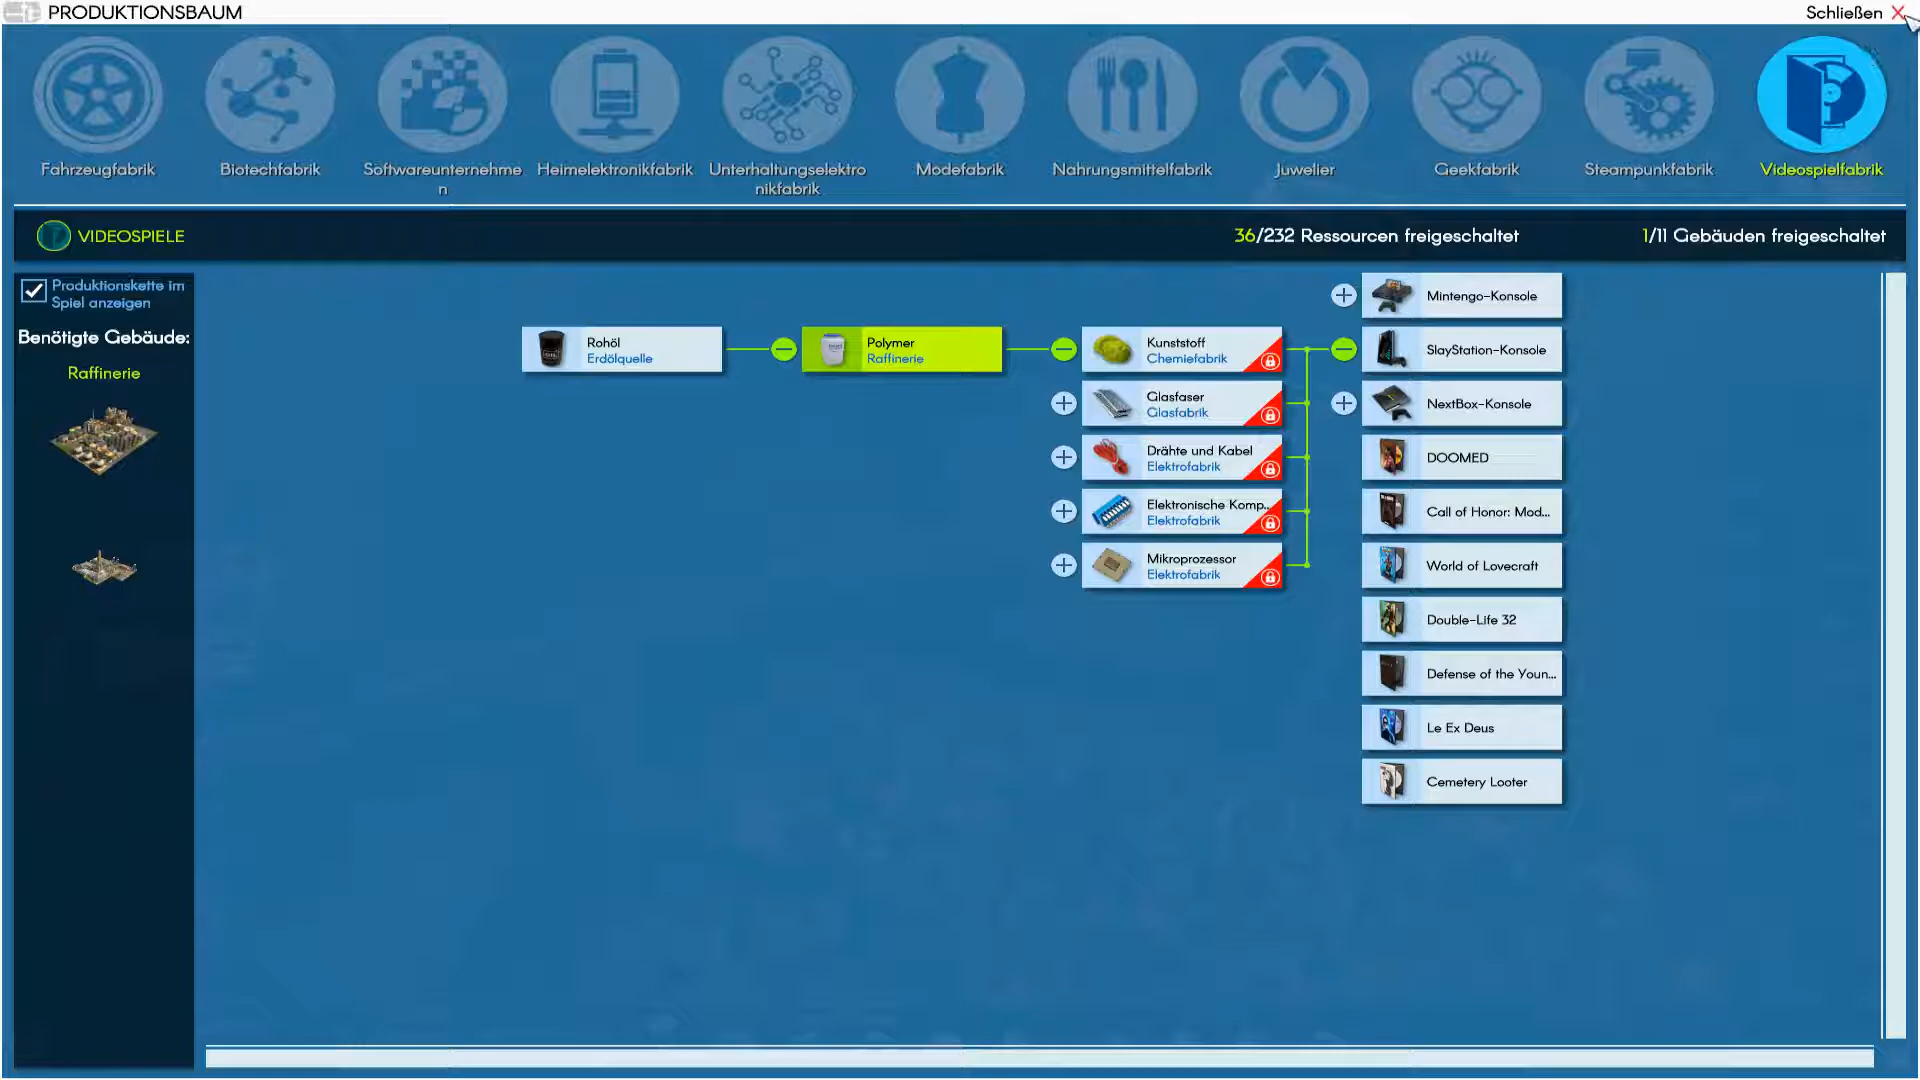 PRODUKTIONSBAUM
Schließen
Fahrzeugfabrik
Biotechfabrik
Softwareunternehme
n
Heimelektronikfabrik
Unterhaltungselektro
nikfabrik
Modefabrik
Nahrungsmittelfabrik
Juwelier
Geekfabrik
Steampunkfabrik
Videospielfabrik
VIDEOSPIELE
36/232 Ressourcen freigeschaltet
1/11 Gebäuden freigeschaltet
Produktionskette im
Spiel anzeigen
Benötigte Gebäude:
Raffinerie
Rohöl
Erdölquelle
Polymer
Raffinerie
Kunststoff
Chemiefabrik
Glasfaser
Glasfabrik
Drähte und Kabel
Elektrofabrik
Elektronische Komp...
Elektrofabrik
Mikroprozessor
Elektrofabrik
Mintengo-Konsole
SlayStation-Konsole
NextBox-Konsole
DOOMED
Call of Honor: Mod...
World of Lovecraft
Double-Life 32
Defense of the Youn...
Le Ex Deus
Cemetery Looter